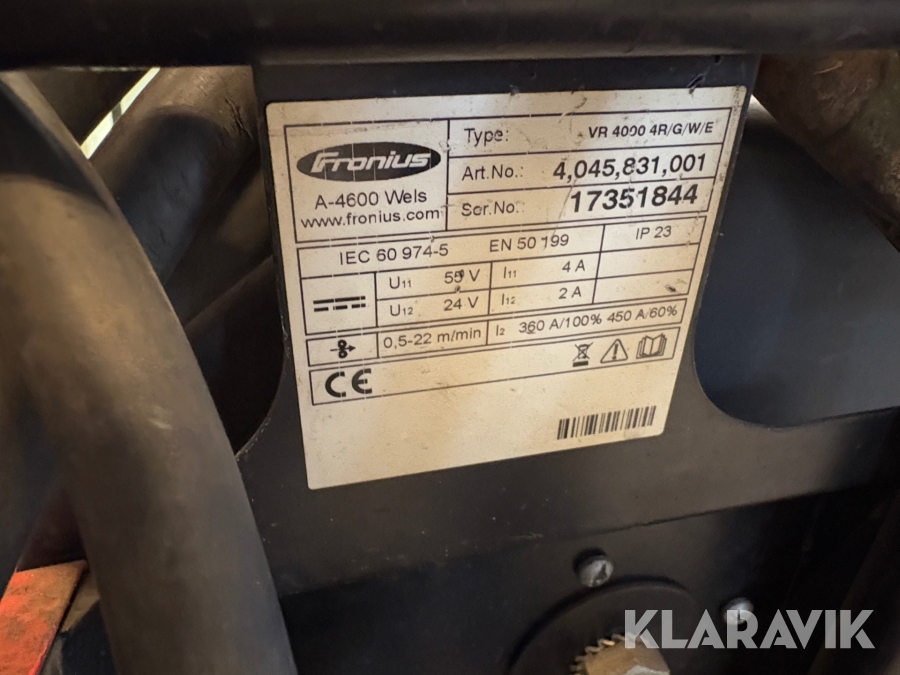 Fronius
A-4600 Wels
www.fronius.com
Type: VR 4000 4R/G/W/E
Art.No.: 4,045,831,001
Ser.No.: 17351844
IEC 60 974-5 EN 50 199 IP 23
U11 55 V I11 4 A
U12 24 V I12 2 A
0,5-22 m/min I2 360 A/100% 450 A/60%
CE
KLARAVIK